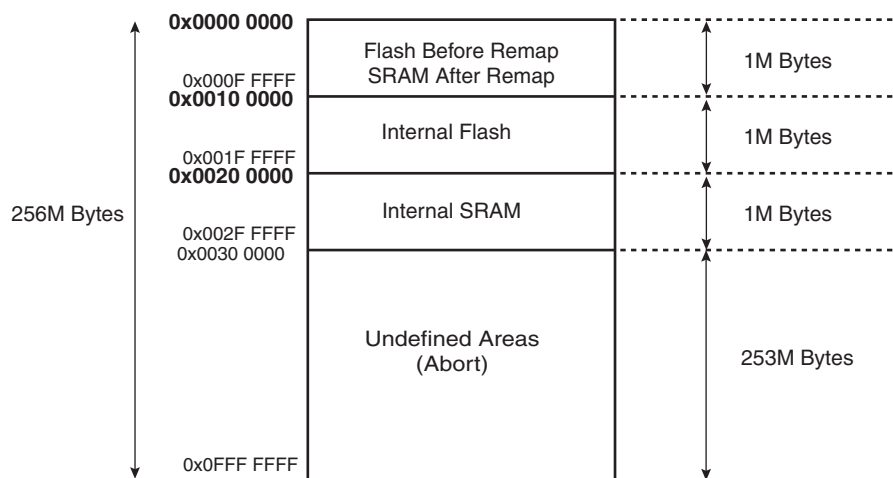 0x0000 0000
Flash Before Remap
SRAM After Remap
1M Bytes
0x000F FFFF
0x0010 0000
Internal Flash
1M Bytes
0x001F FFFF
0x0020 0000
256M Bytes
Internal SRAM
1M Bytes
0x002F FFFF
0x0030 0000
Undefined Areas
(Abort)
253M Bytes
0x0FFF FFFF